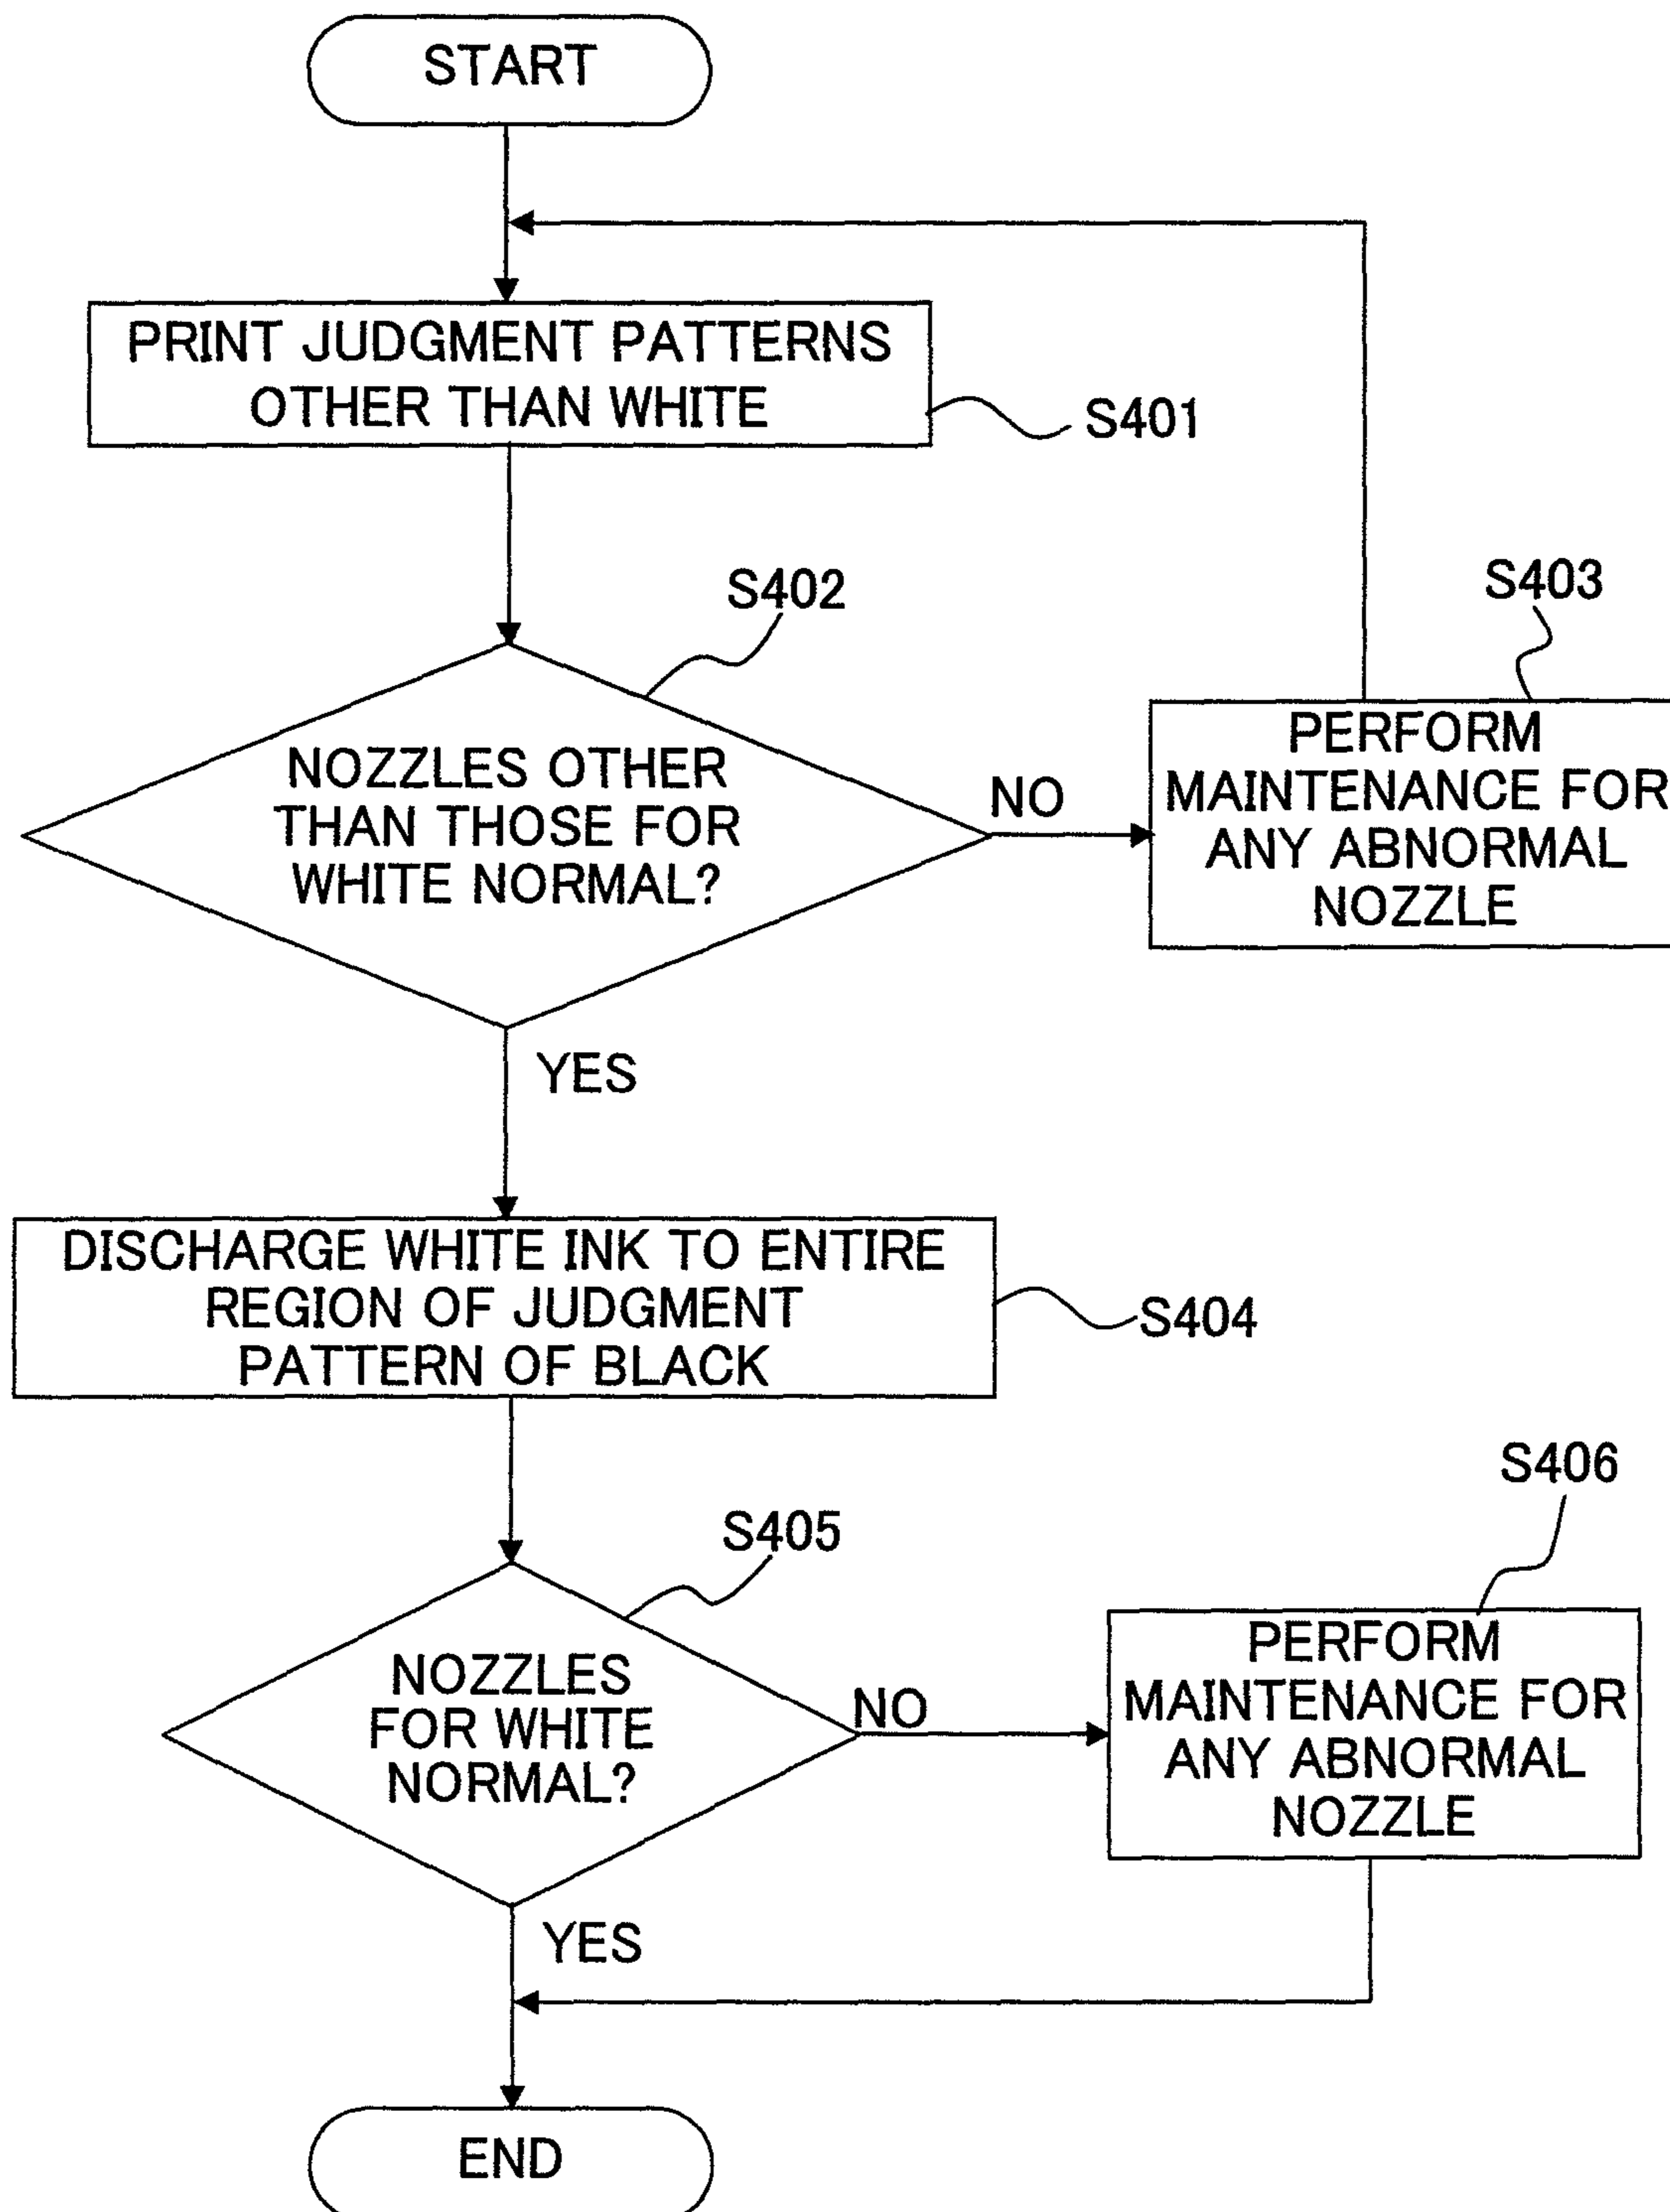 START
PRINT JUDGMENT PATTERNS
OTHER THAN WHITE
S401
S402
NOZZLES OTHER
THAN THOSE FOR
WHITE NORMAL?
NO
S403
PERFORM
MAINTENANCE FOR
ANY ABNORMAL
NOZZLE
YES
DISCHARGE WHITE INK TO ENTIRE
REGION OF JUDGMENT
PATTERN OF BLACK
S404
S405
NOZZLES
FOR WHITE
NORMAL?
NO
S406
PERFORM
MAINTENANCE FOR
ANY ABNORMAL
NOZZLE
YES
END